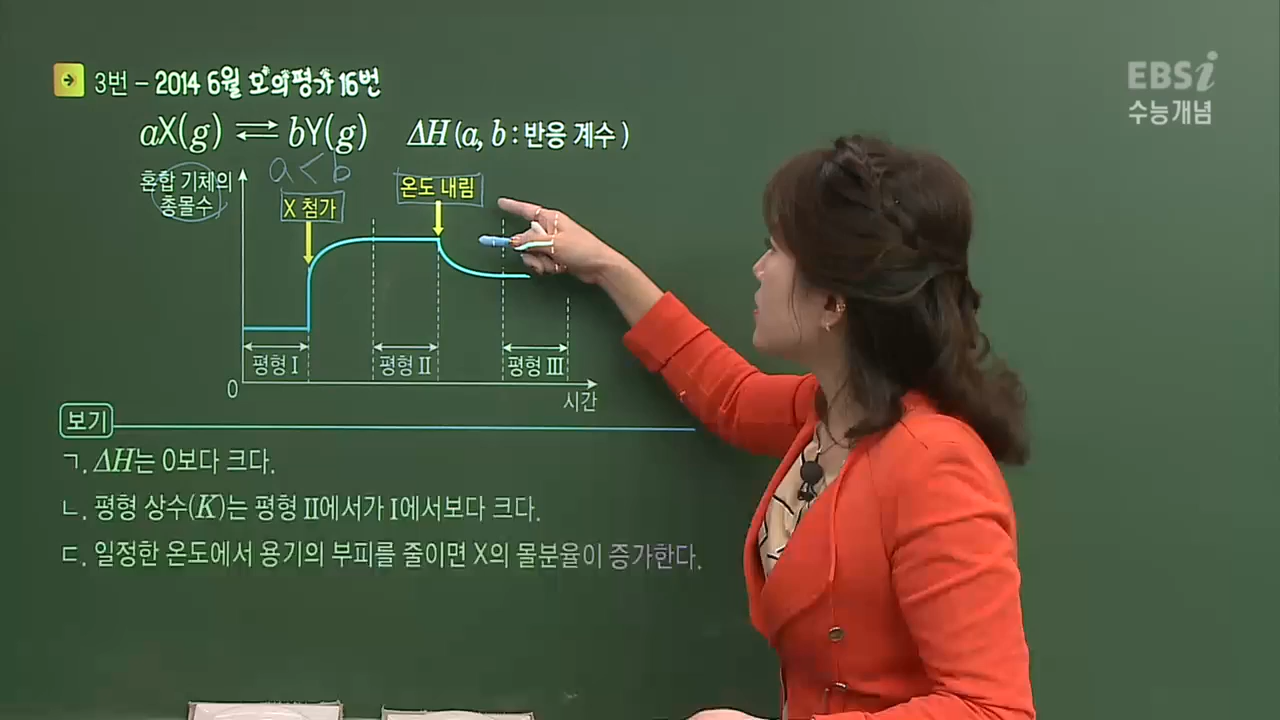 EBSi
수능개념
3번 – 2014 6월 모의평가 16번
aX(g) ⇌ bY(g) ΔH (a, b : 반응 계수)
a < b
혼합 기체의
총몰수
X 첨가
온도 내림
평형 Ⅰ
평형 Ⅱ
평형 Ⅲ
0
시간
보기
ㄱ. ΔH는 0보다 크다.
ㄴ. 평형 상수(K)는 평형 Ⅱ에서가 Ⅰ에서보다 크다.
ㄷ. 일정한 온도에서 용기의 부피를 줄이면 X의 몰분율이 증가한다.